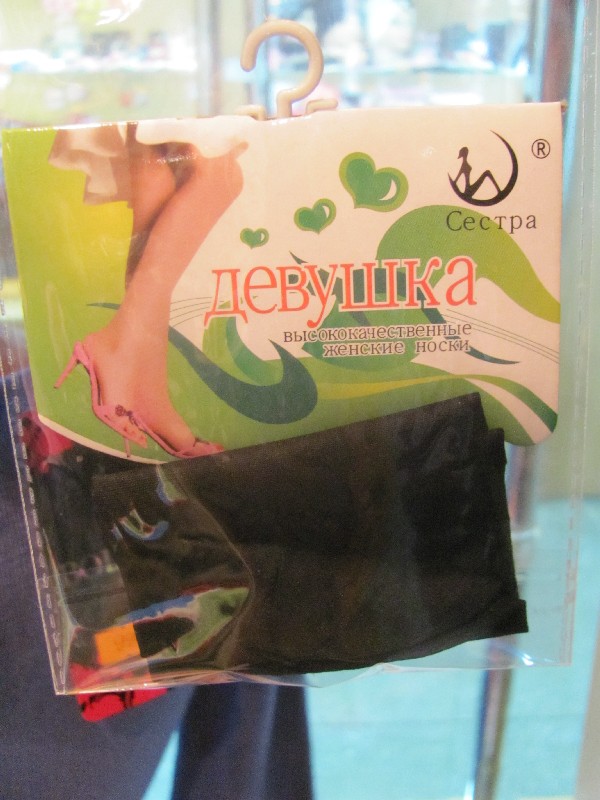 ®
Сестра
девушка
высококачественные
женские носки